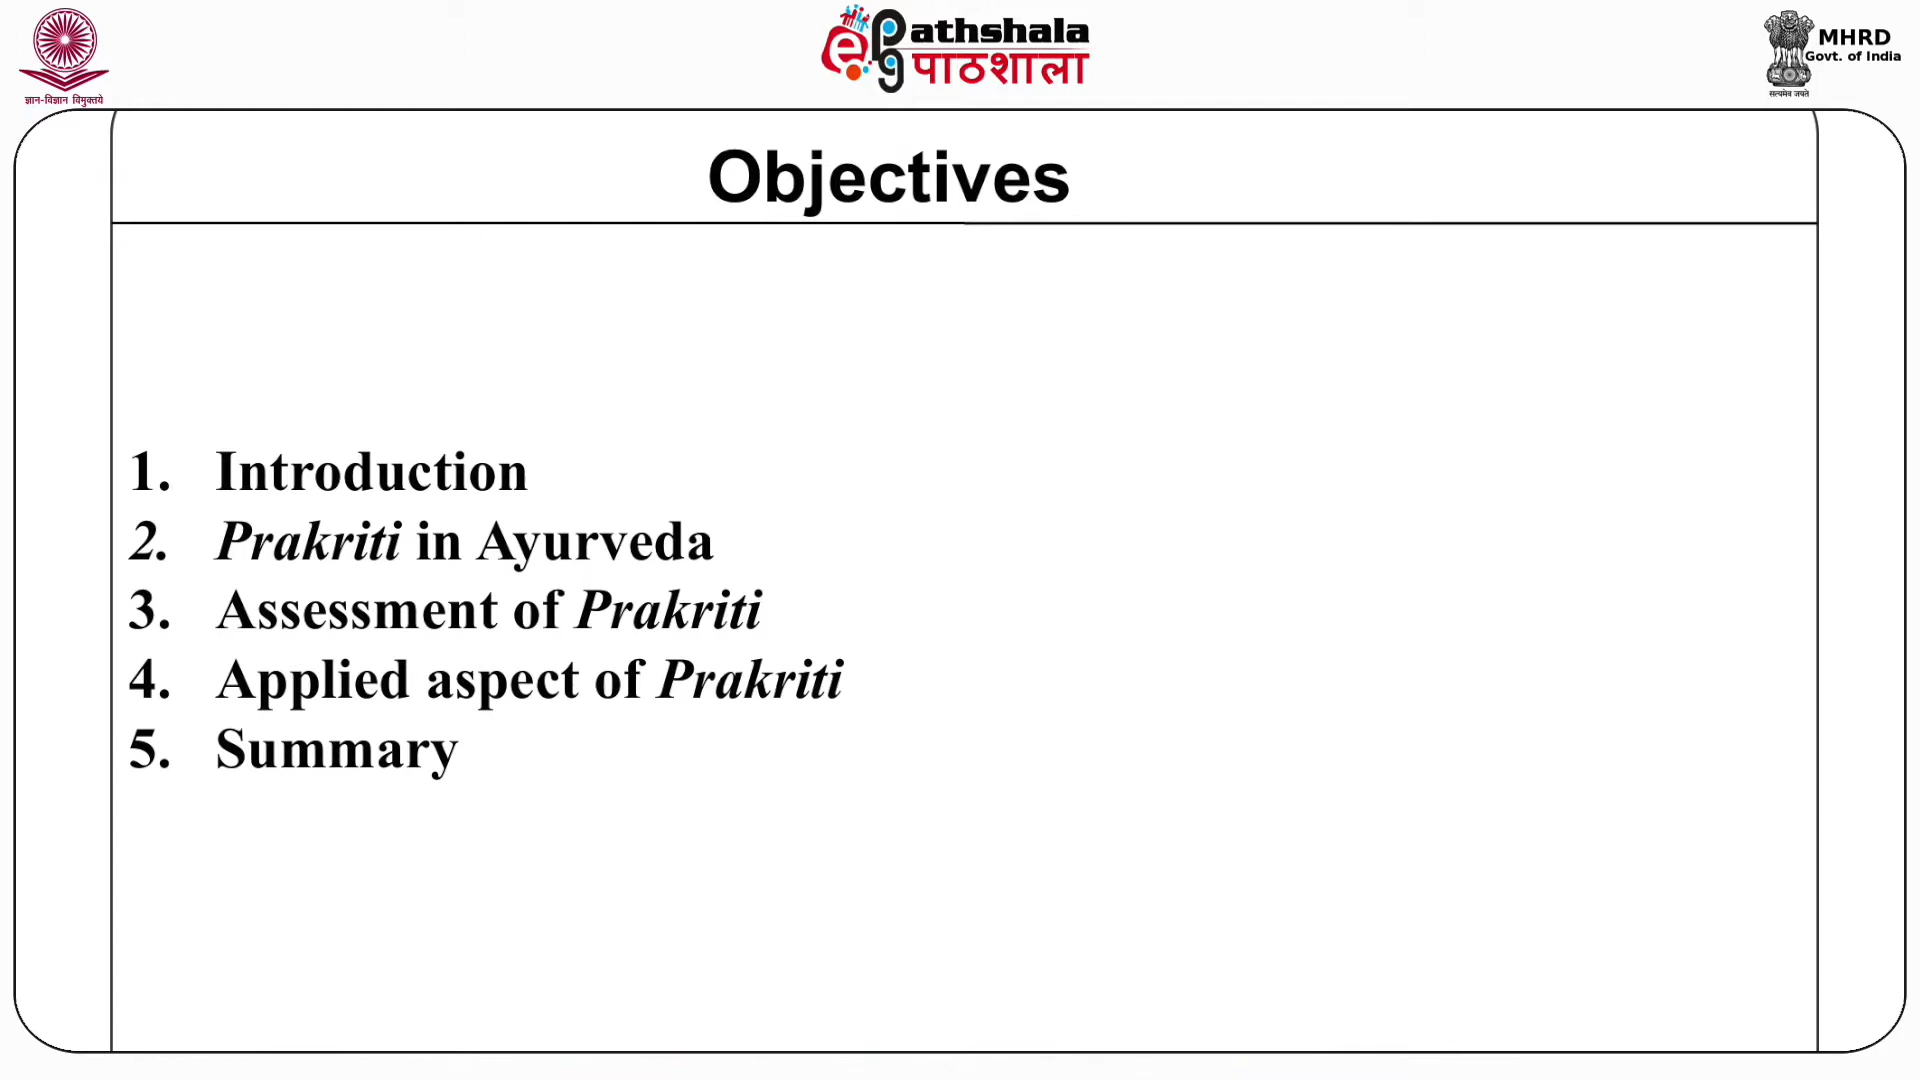 ज्ञान-विज्ञान विमुक्तये
e PG Pathshala
पाठशाला
MHRD
Govt. of India
सत्यमेव जयते
Objectives
1. Introduction
2. Prakriti in Ayurveda
3. Assessment of Prakriti
4. Applied aspect of Prakriti
5. Summary